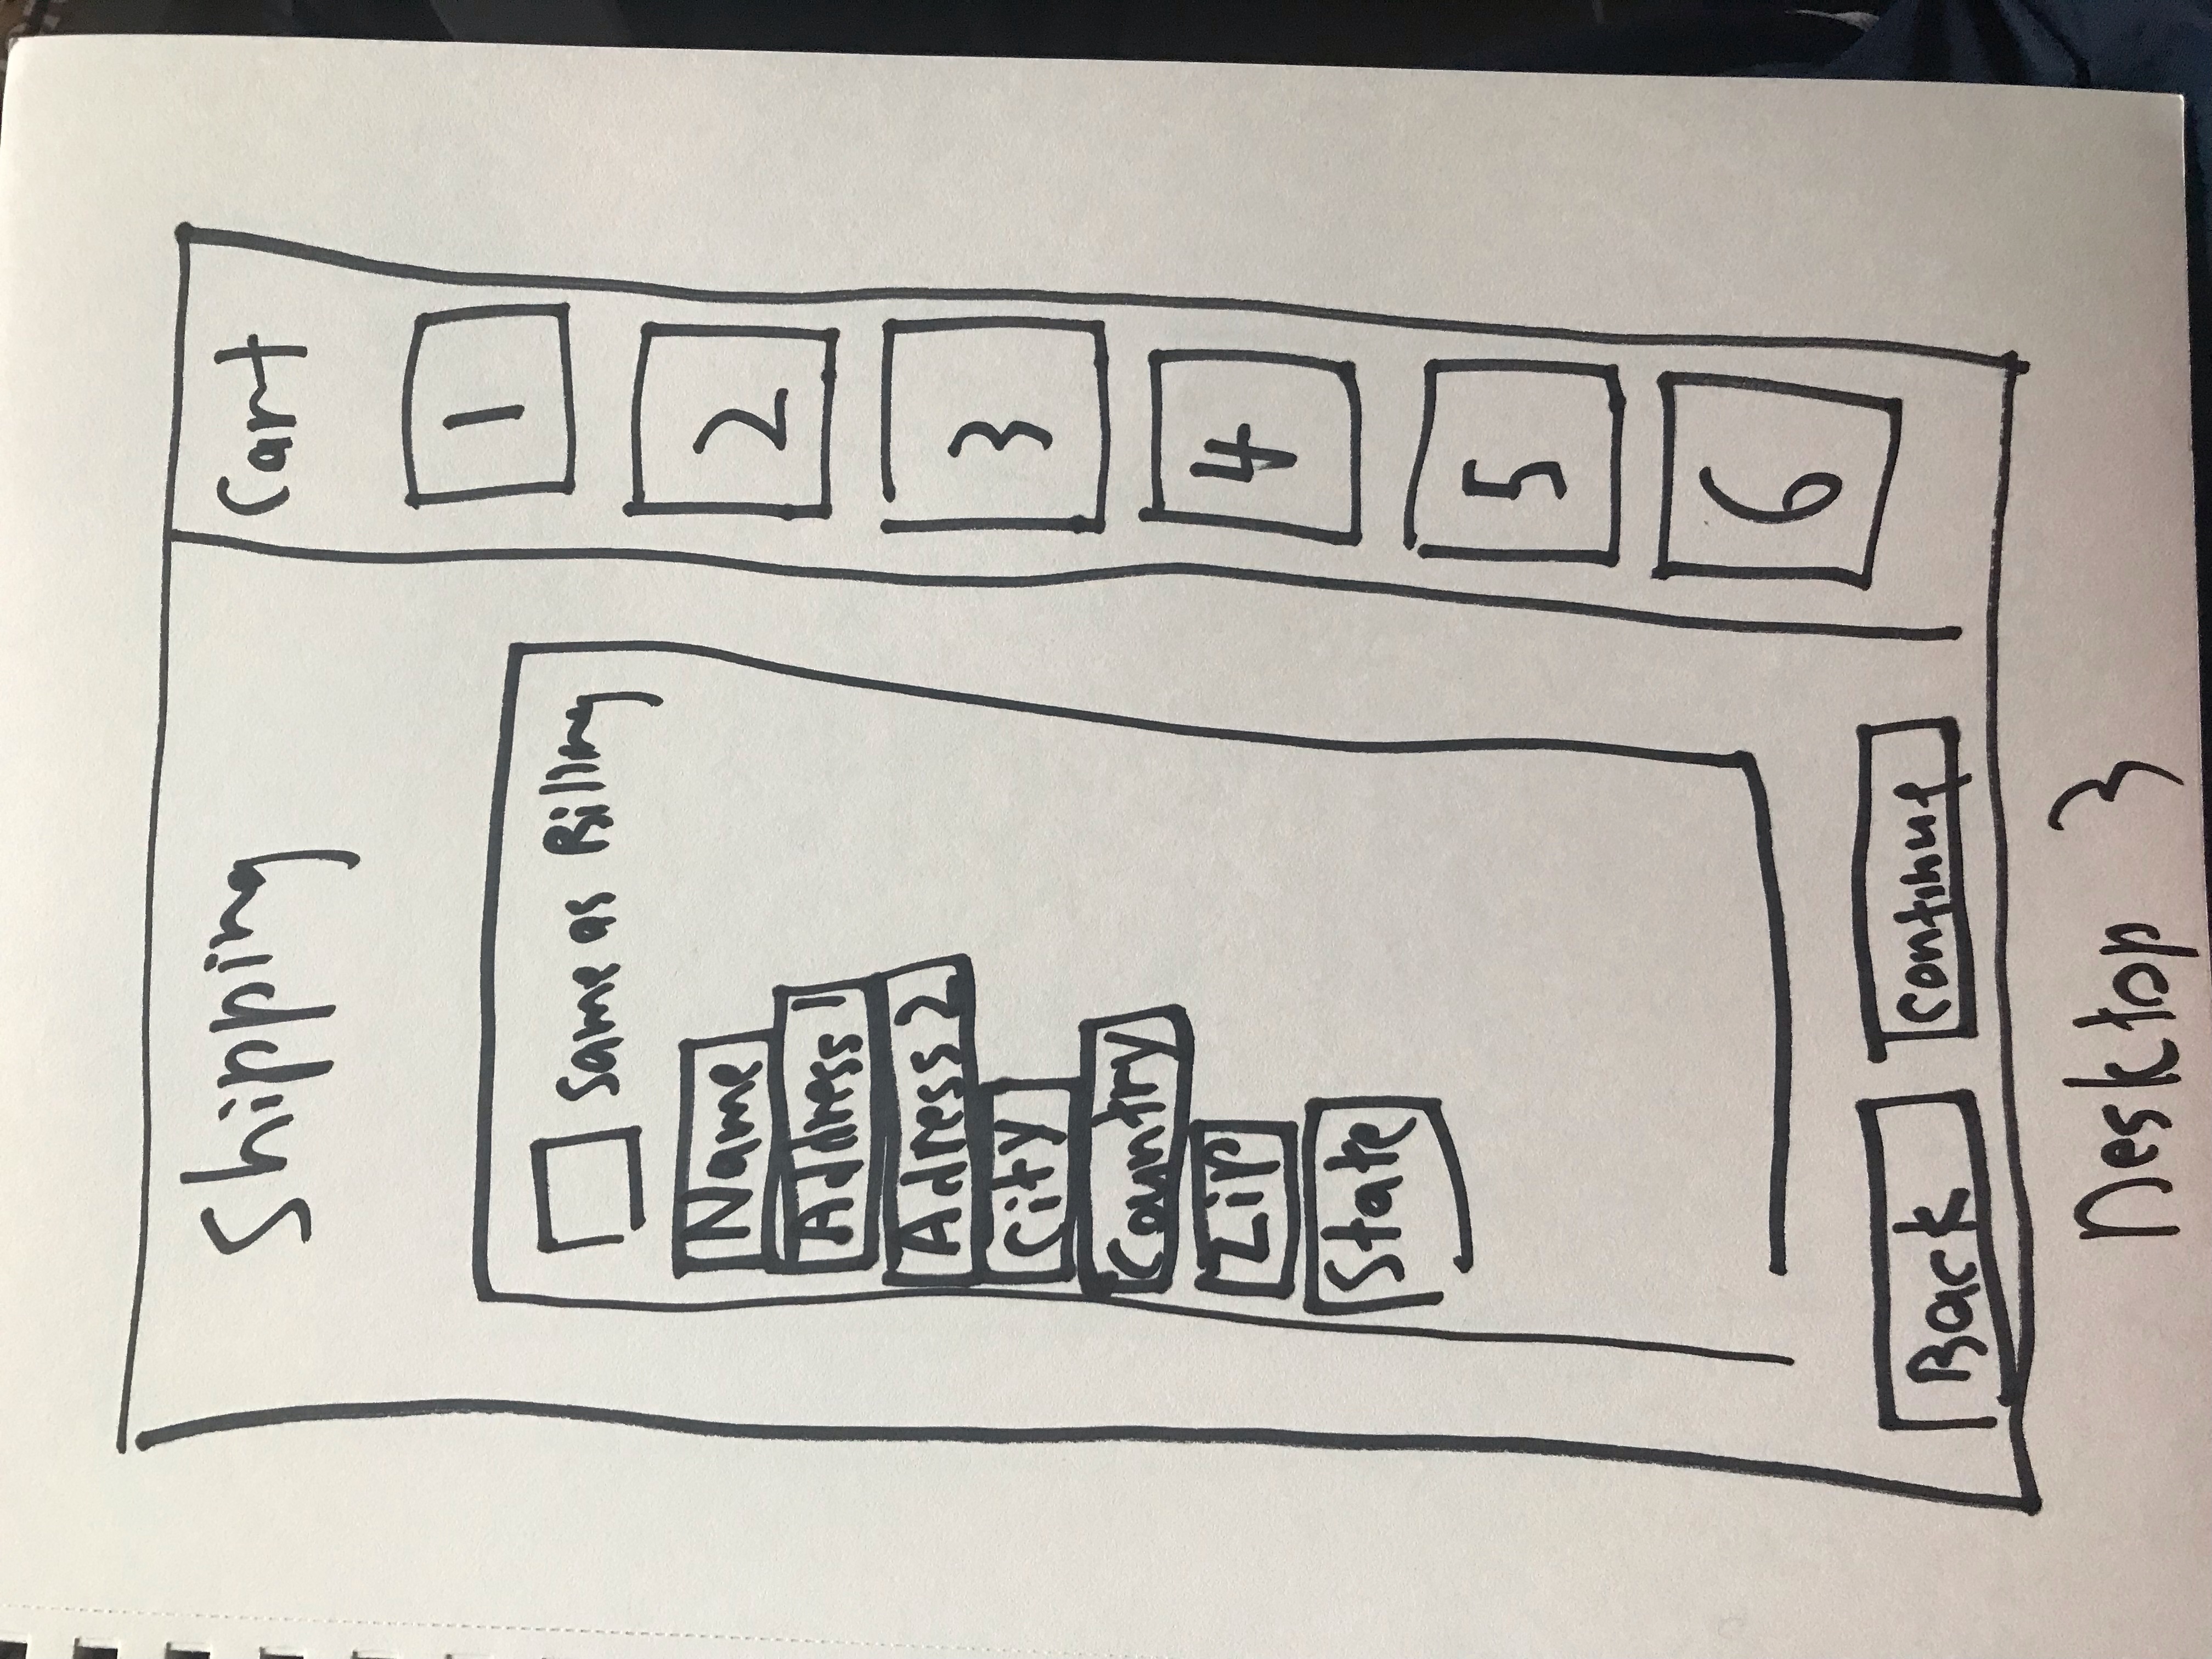 Shipping
Same as Billing
Name
Address 1
Adress 2
City
Country
Zip
State
Back
Continue
Cart
1
2
3
4
5
6
Desktop 3